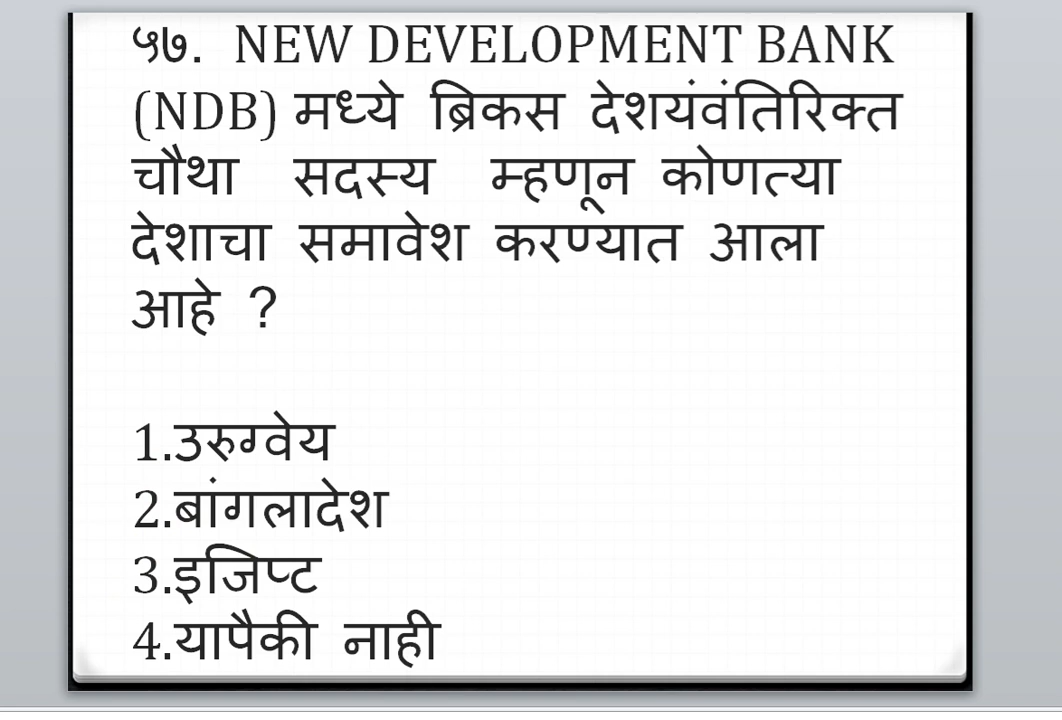 ५७. NEW DEVELOPMENT BANK
(NDB) मध्ये ब्रिकस देशयंवंतिरिक्त
चौथा सदस्य म्हणून कोणत्या
देशाचा समावेश करण्यात आला
आहे ?
1.उरुग्वेय
2.बांगलादेश
3.इजिप्ट
4.यापैकी नाही